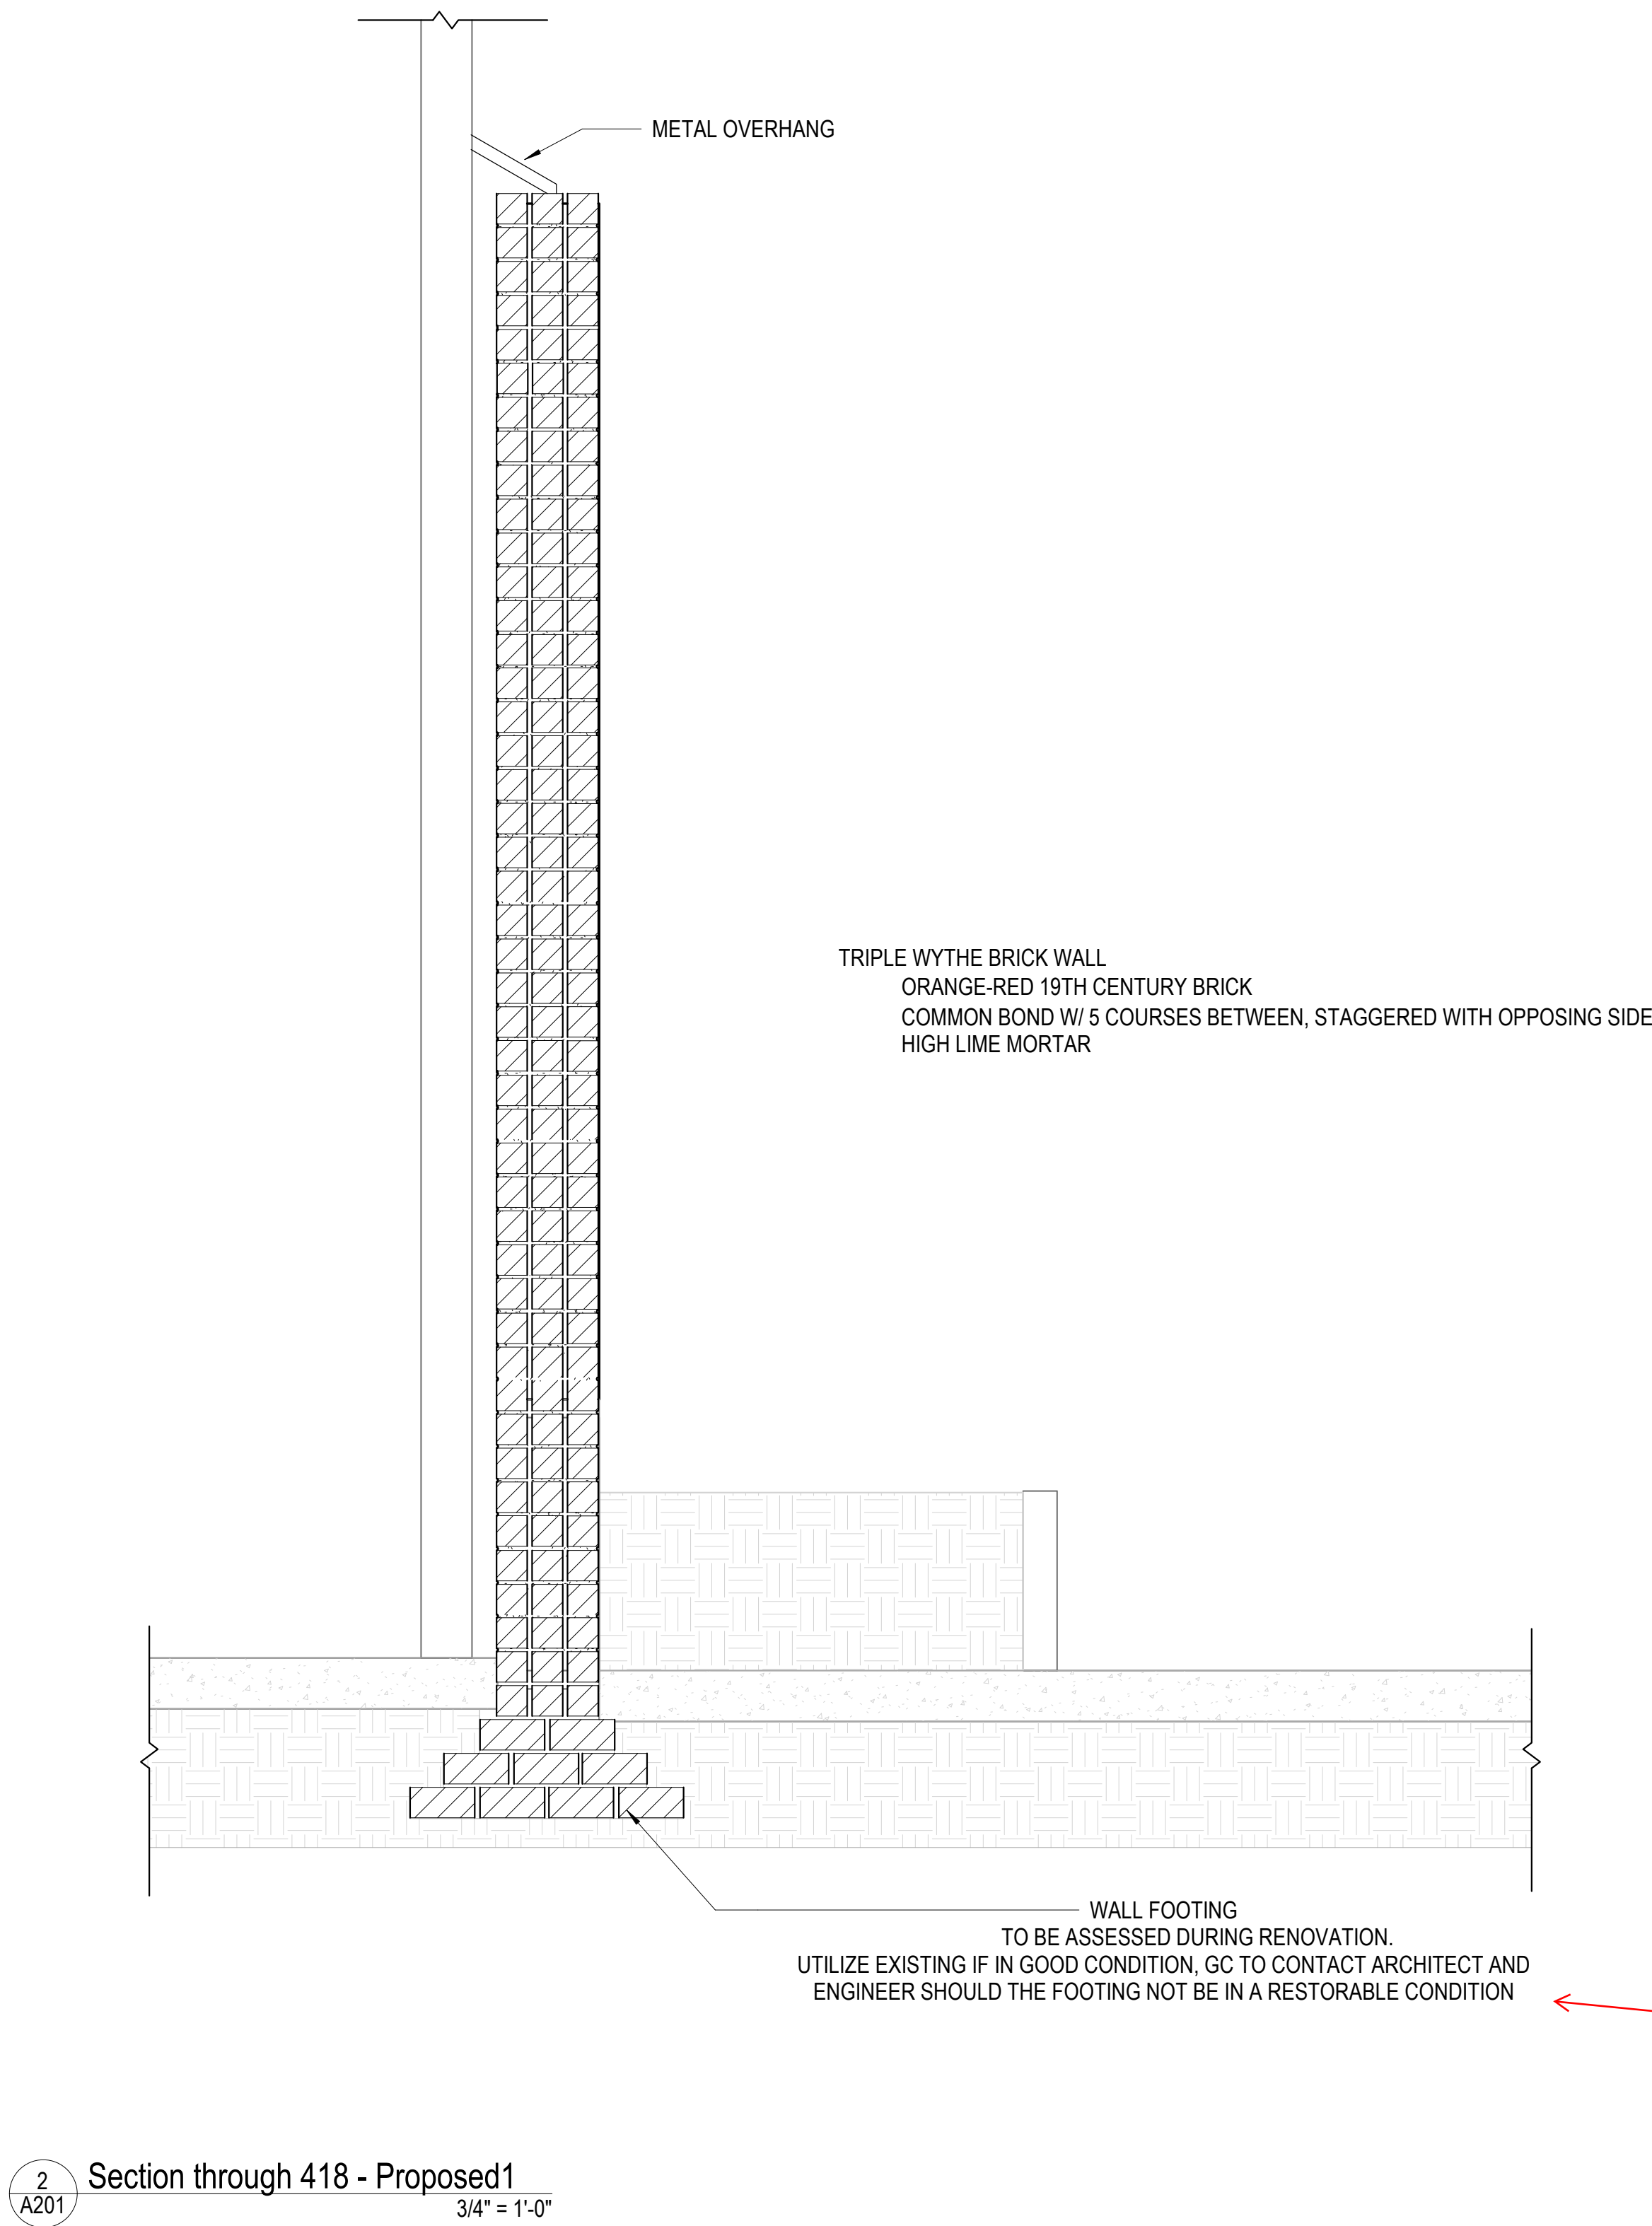 METAL OVERHANG
TRIPLE WYTHE BRICK WALL
ORANGE-RED 19TH CENTURY BRICK
COMMON BOND W/ 5 COURSES BETWEEN, STAGGERED WITH OPPOSING SIDE
HIGH LIME MORTAR
WALL FOOTING
TO BE ASSESSED DURING RENOVATION.
UTILIZE EXISTING IF IN GOOD CONDITION, GC TO CONTACT ARCHITECT AND
ENGINEER SHOULD THE FOOTING NOT BE IN A RESTORABLE CONDITION
2
A201
Section through 418 - Proposed1
3/4" = 1'-0"